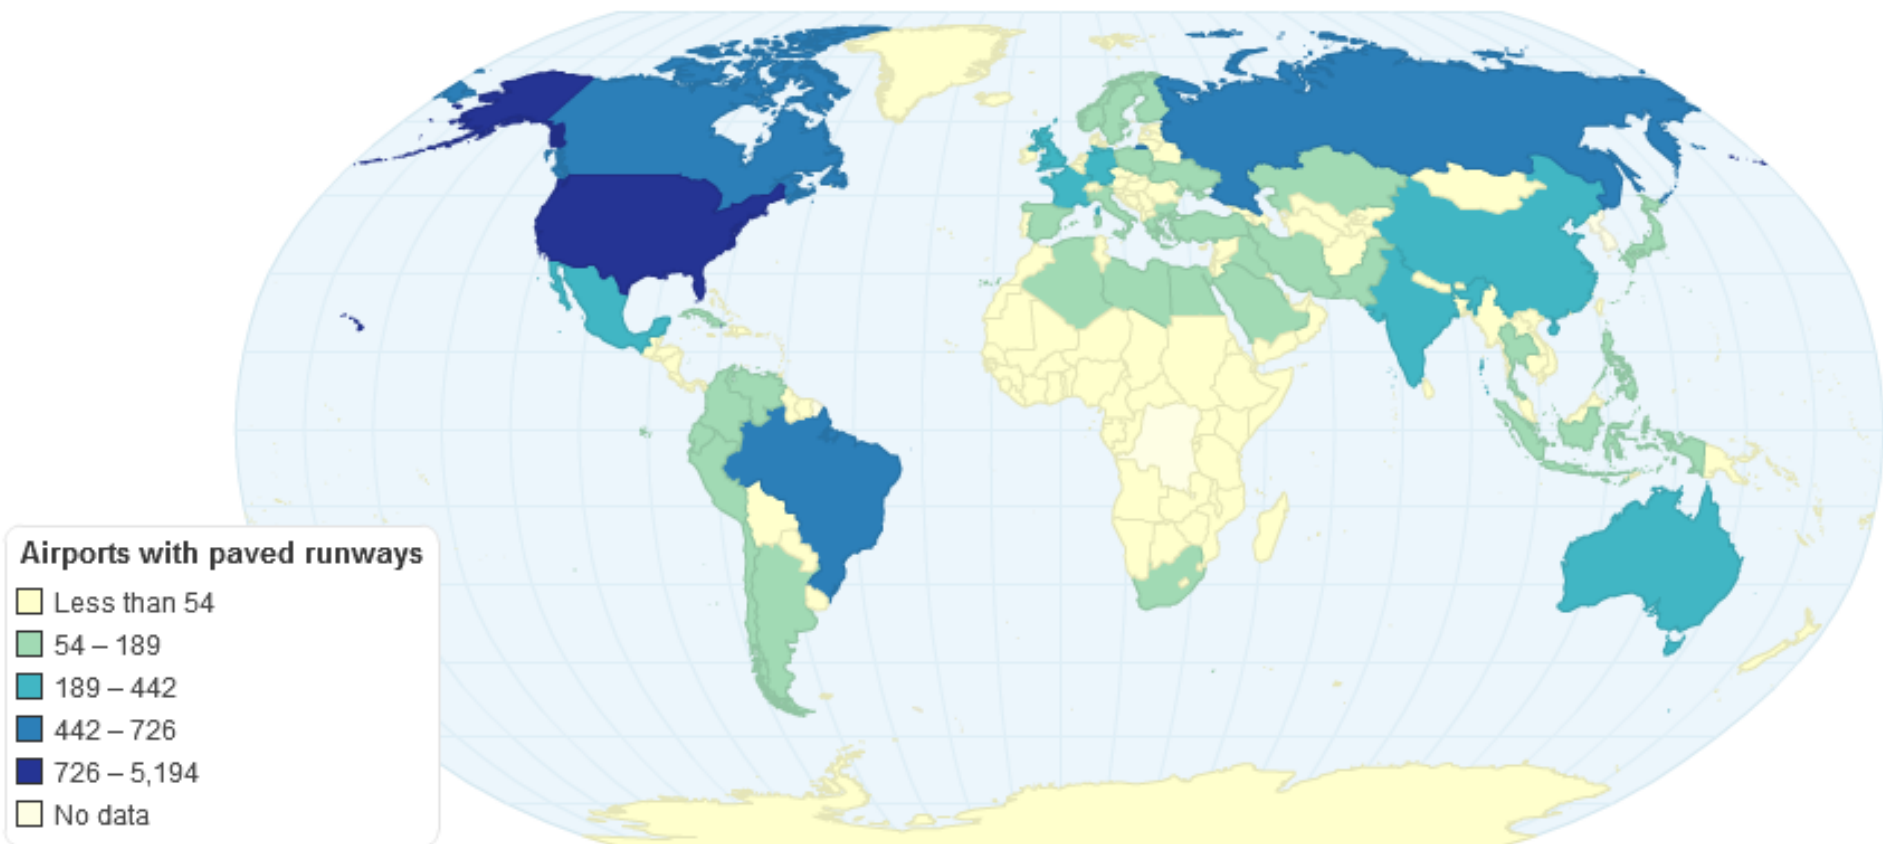 Airports with paved runways
Less than 54
54 – 189
189 – 442
442 – 726
726 – 5,194
No data